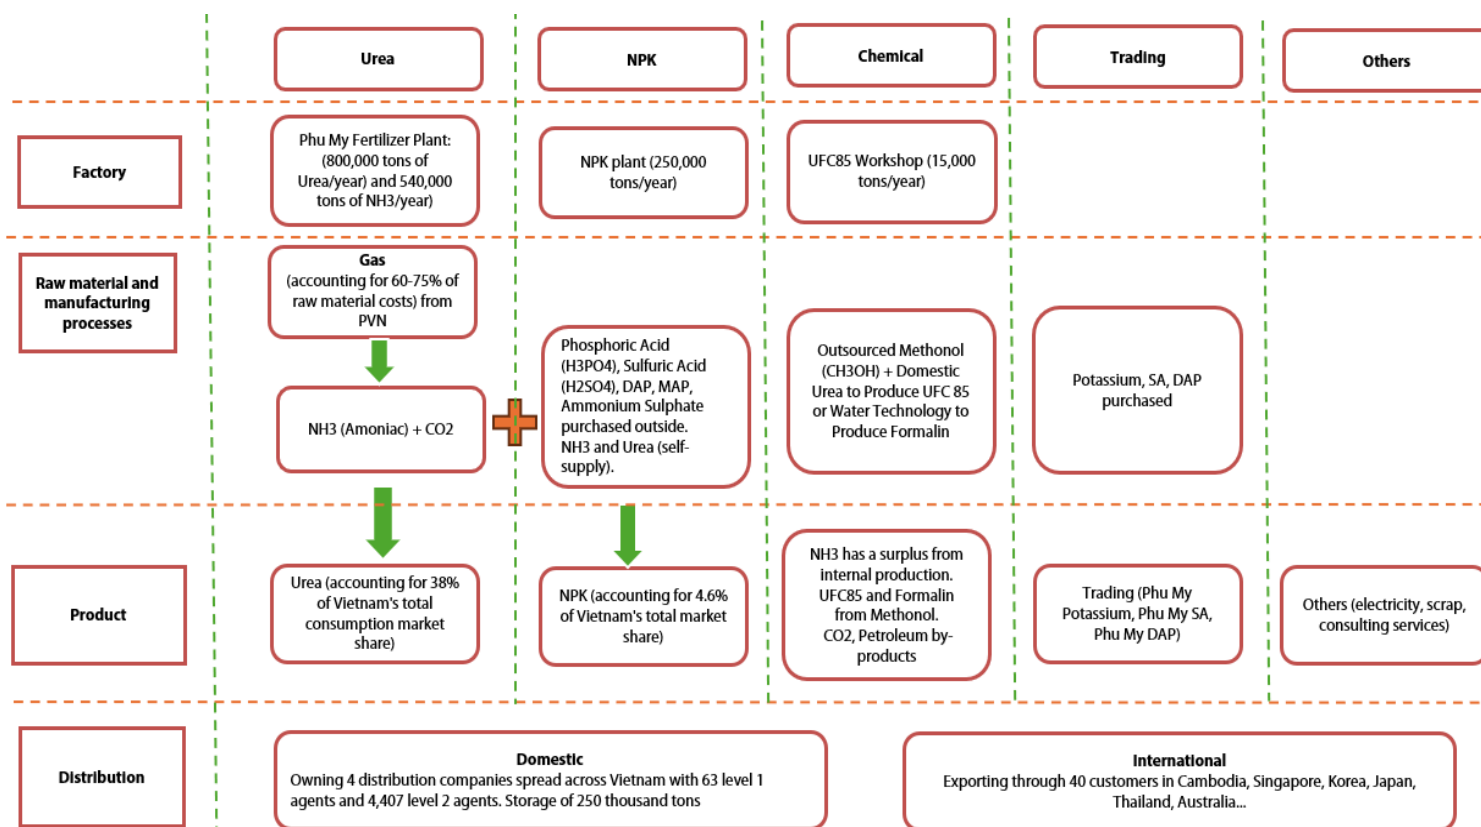 Urea
NPK
Chemical
Trading
Others
Factory
Phu My Fertilizer Plant:
(800,000 tons of
Urea/year) and 540,000
tons of NH3/year)
NPK plant (250,000
tons/year)
UFC85 Workshop (15,000
tons/year)
Raw material and
manufacturing
processes
Gas
(accounting for 60-75% of
raw material costs) from
PVN
NH3 (Amoniac) + CO2
Phosphoric Acid
(H3PO4), Sulfuric Acid
(H2SO4), DAP, MAP,
Ammonium Sulphate
purchased outside.
NH3 and Urea (self-
supply).
Outsourced Methonol
(CH3OH) + Domestic
Urea to Produce UFC 85
or Water Technology to
Produce Formalin
Potassium, SA, DAP
purchased
Product
Urea (accounting for 38%
of Vietnam's total
consumption market
share)
NPK (accounting for 4.6%
of Vietnam's total market
share)
NH3 has a surplus from
internal production.
UFC85 and Formalin
from Methonol.
CO2, Petroleum by-
products
Trading (Phu My
Potassium, Phu My SA,
Phu My DAP)
Others (electricity, scrap,
consulting services)
Distribution
Domestic
Owning 4 distribution companies spread across Vietnam with 63 level 1
agents and 4,407 level 2 agents. Storage of 250 thousand tons
International
Exporting through 40 customers in Cambodia, Singapore, Korea, Japan,
Thailand, Australia...